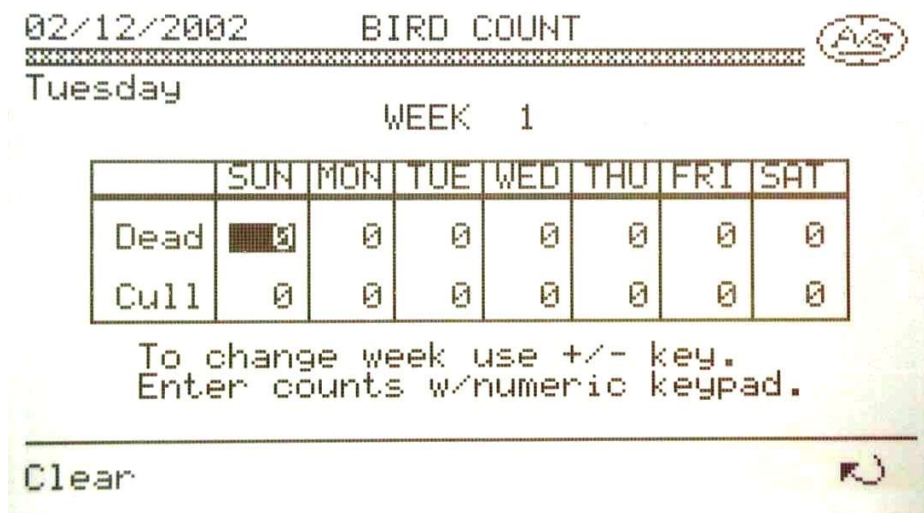 02/12/2002 BIRD COUNT
Tuesday
WEEK 1
SUN MON TUE WED THU FRI SAT
Dead 0 0 0 0 0 0 0
Cull 0 0 0 0 0 0 0
To change week use +/- key.
Enter counts w/numeric keypad.
Clear